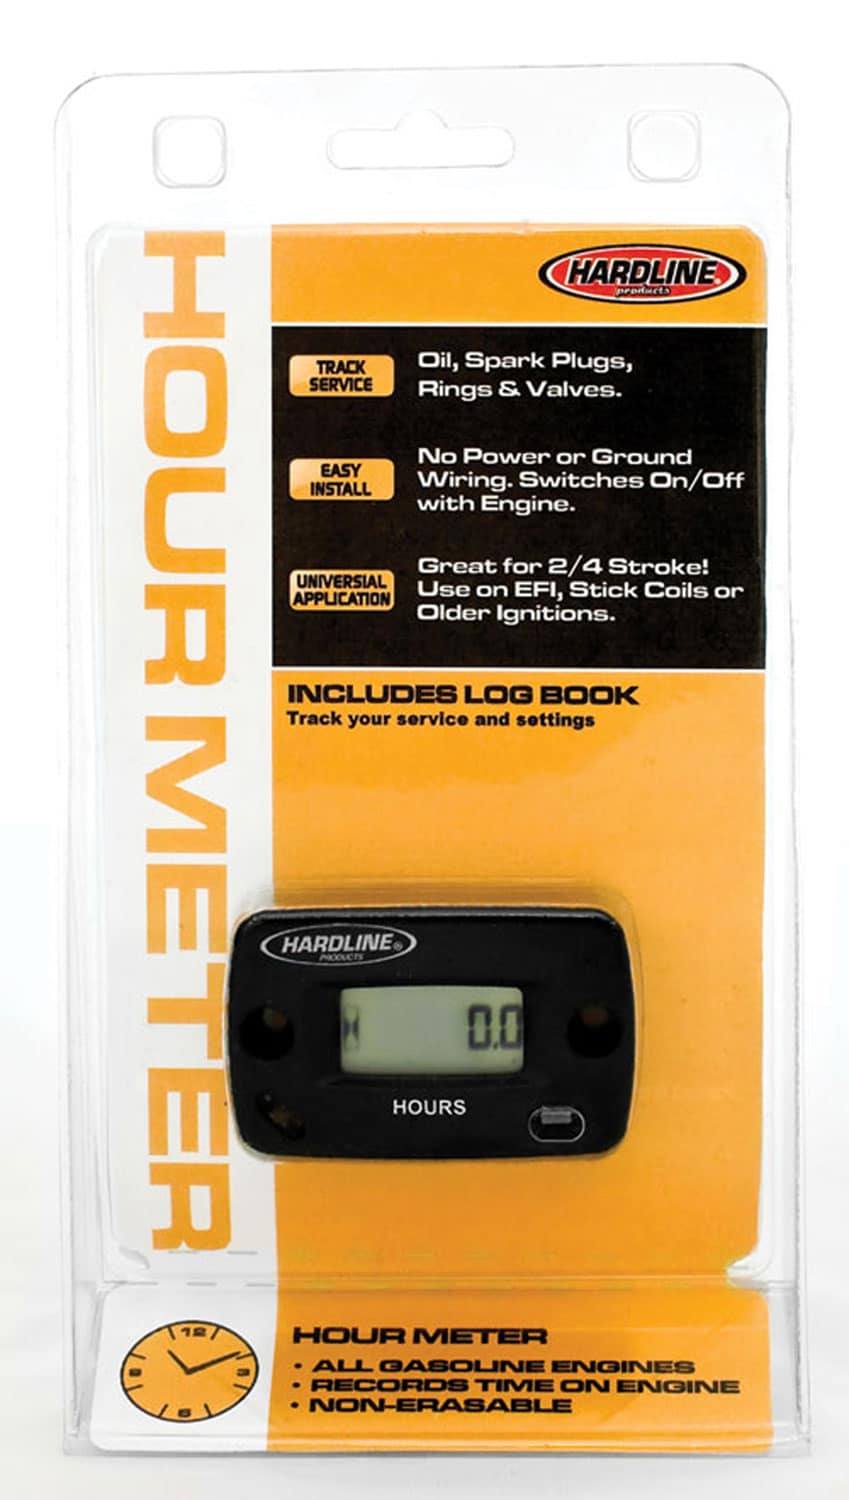 HOUR METER
HARDLINE®
products
TRACK
SERVICE
Oil, Spark Plugs,
Rings & Valves.
EASY
INSTALL
No Power or Ground
Wiring. Switches On/Off
with Engine.
UNIVERSIAL
APPLICATION
Great for 2/4 Stroke!
Use on EFI, Stick Coils or
Older Ignitions.
INCLUDES LOG BOOK
Track your service and settings
HARDLINE®
PRODUCTS
0.0
HOURS
12
3
6
9
HOUR METER
• ALL GASOLINE ENGINES
• RECORDS TIME ON ENGINE
• NON-ERASABLE